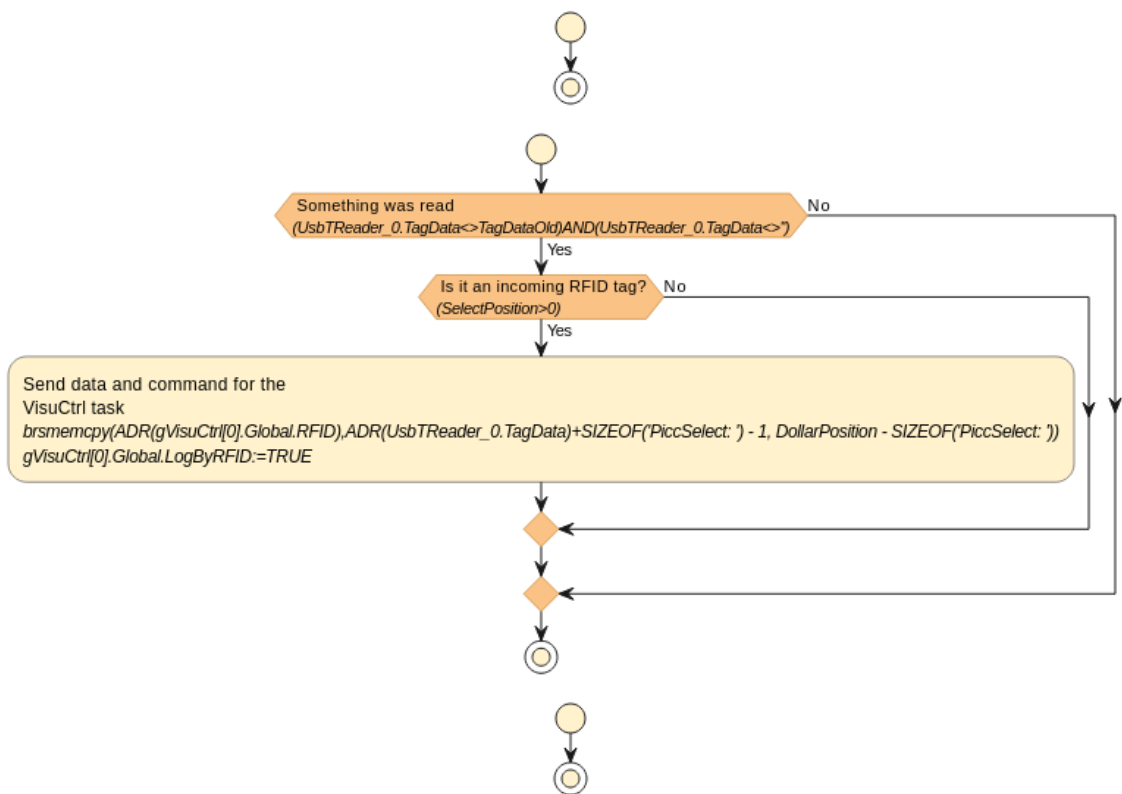 Something was read
No
(UsbTReader_0.TagData<>TagDataOld)AND(UsbTReader_0.TagData<>'')
Yes
Is it an incoming RFID tag?
No
(SelectPosition>0)
Yes
Send data and command for the
VisuCtrl task
brsmemcpy(ADR(gVisuCtrl[0].Global.RFID),ADR(UsbTReader_0.TagData)+SIZEOF('PiccSelect: ') - 1, DollarPosition - SIZEOF('PiccSelect: '))
gVisuCtrl[0].Global.LogByRFID:=TRUE